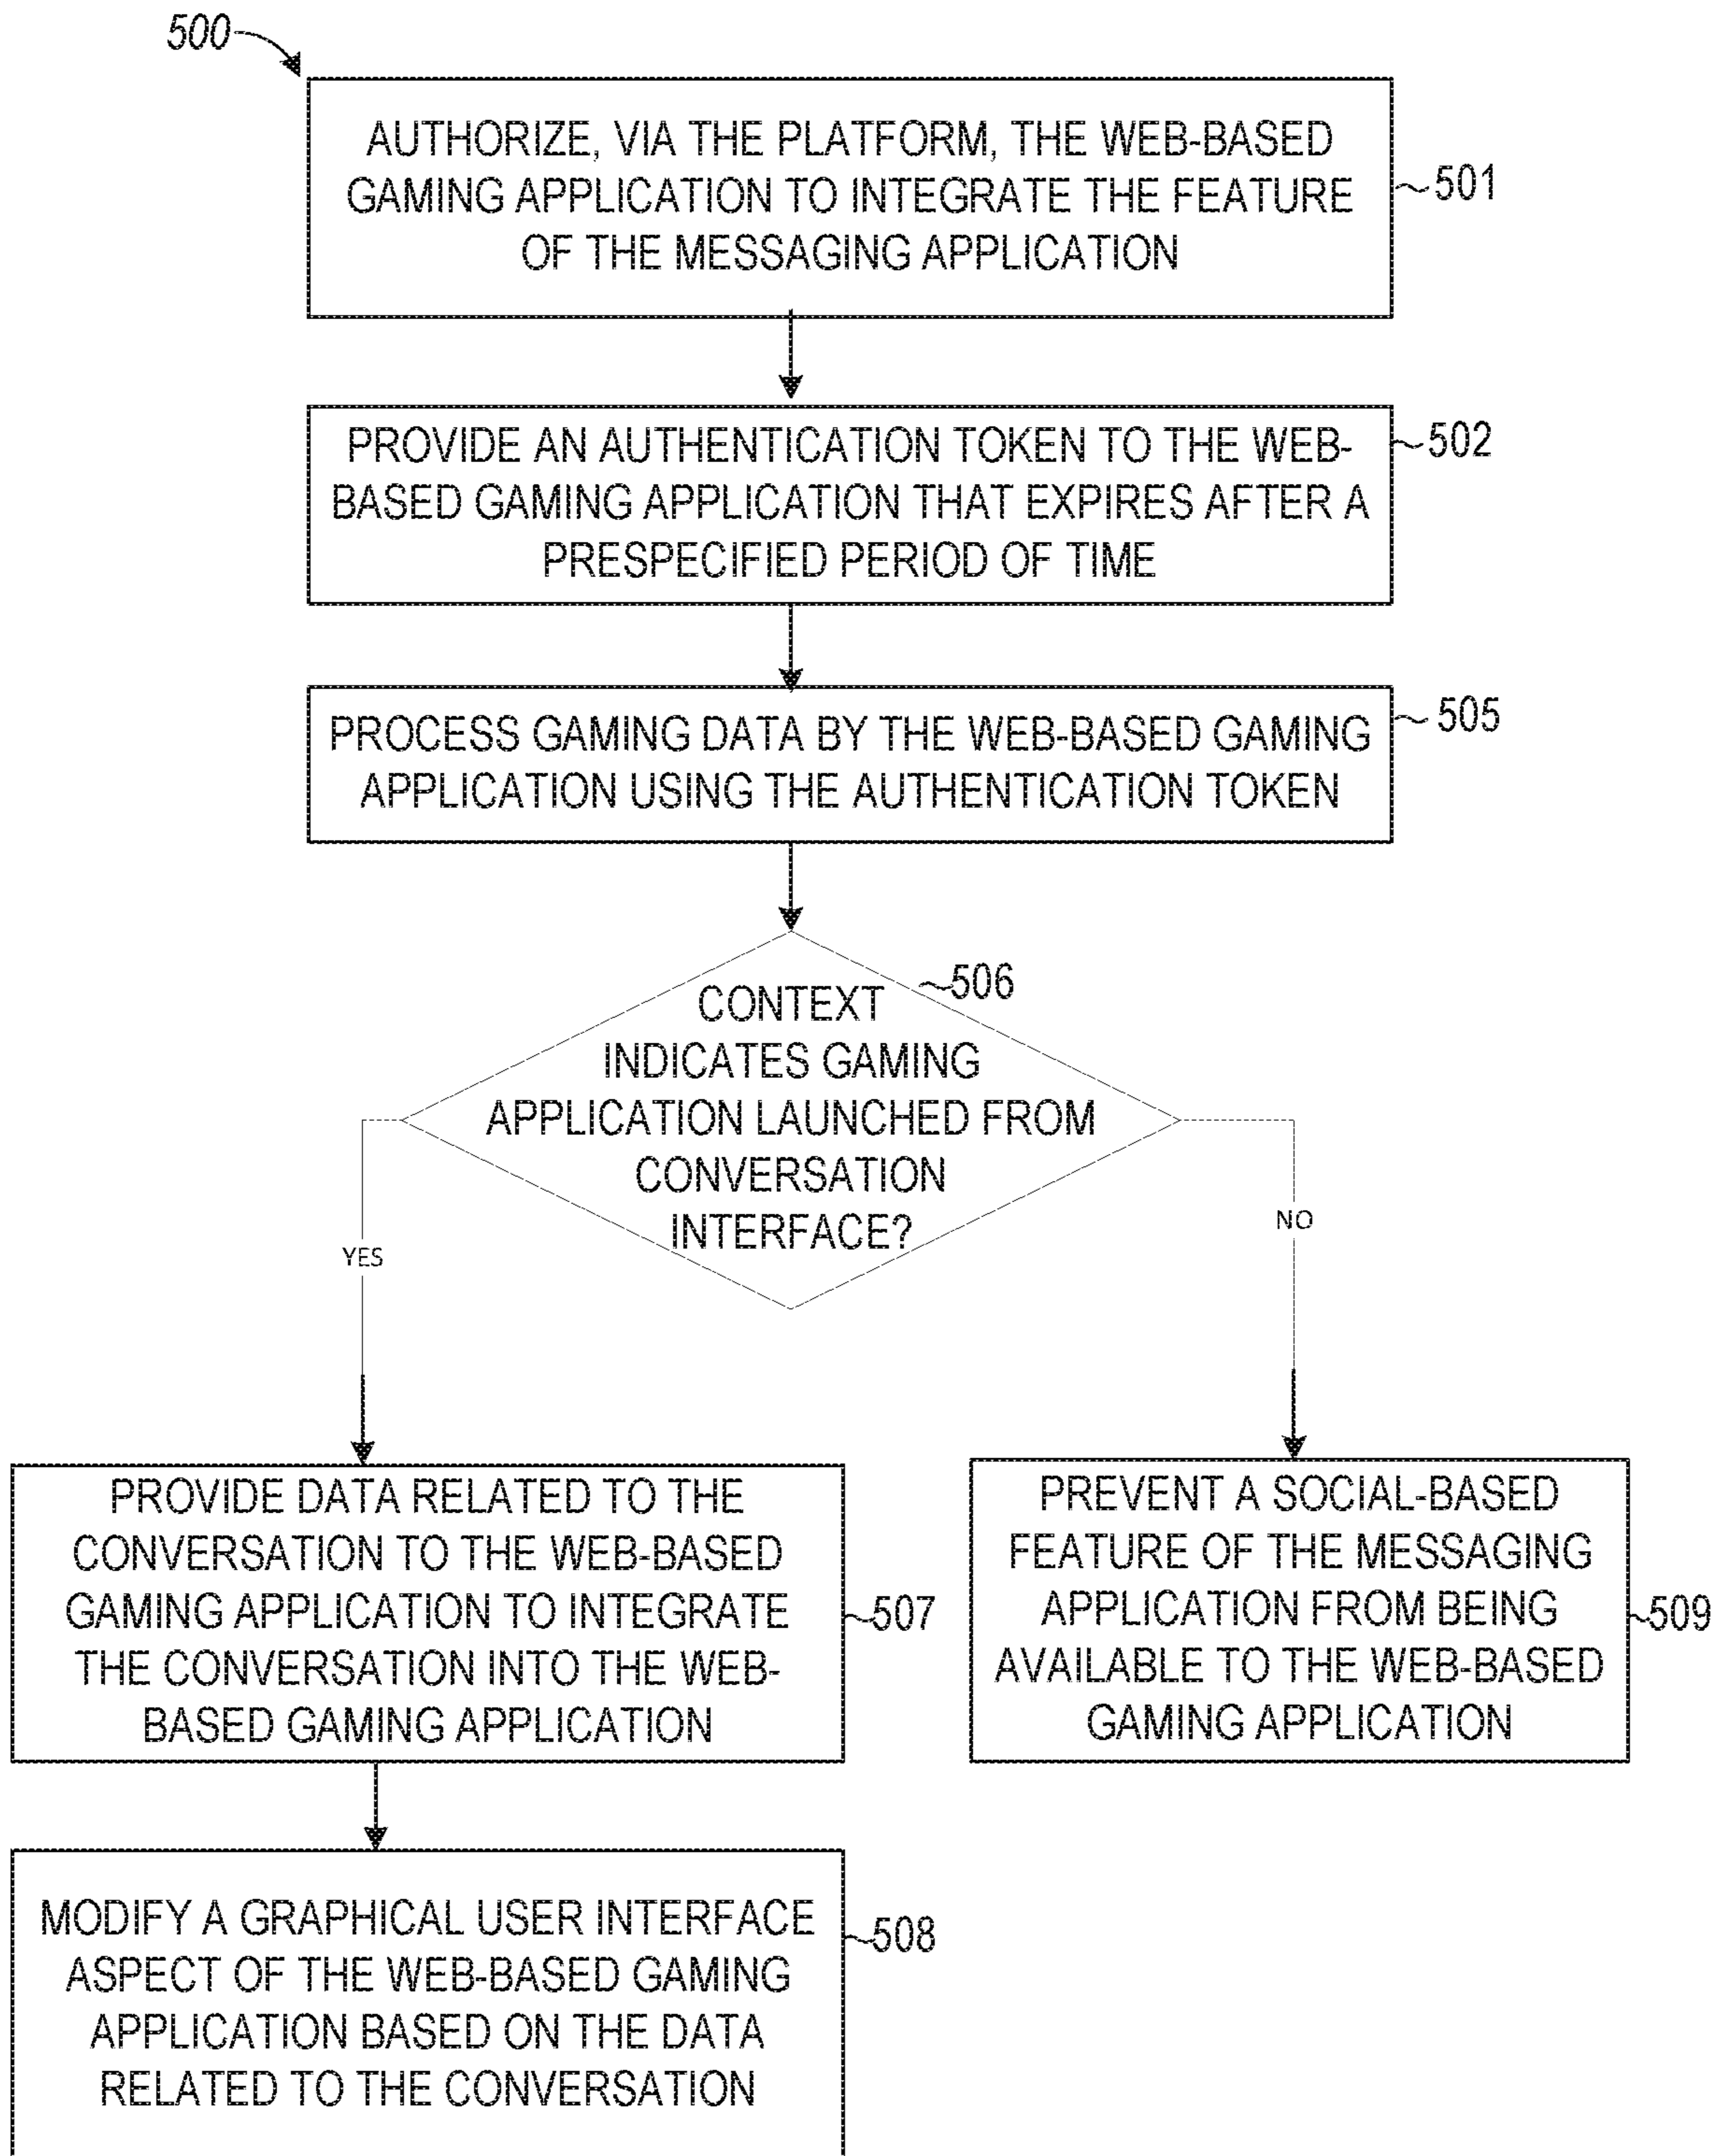 500
AUTHORIZE, VIA THE PLATFORM, THE WEB-BASED
GAMING APPLICATION TO INTEGRATE THE FEATURE
OF THE MESSAGING APPLICATION
501
PROVIDE AN AUTHENTICATION TOKEN TO THE WEB-
BASED GAMING APPLICATION THAT EXPIRES AFTER A
PRESPECIFIED PERIOD OF TIME
502
PROCESS GAMING DATA BY THE WEB-BASED GAMING
APPLICATION USING THE AUTHENTICATION TOKEN
505
CONTEXT
INDICATES GAMING
APPLICATION LAUNCHED FROM
CONVERSATION
INTERFACE?
506
YES
NO
PROVIDE DATA RELATED TO THE
CONVERSATION TO THE WEB-BASED
GAMING APPLICATION TO INTEGRATE
THE CONVERSATION INTO THE WEB-
BASED GAMING APPLICATION
507
PREVENT A SOCIAL-BASED
FEATURE OF THE MESSAGING
APPLICATION FROM BEING
AVAILABLE TO THE WEB-BASED
GAMING APPLICATION
509
MODIFY A GRAPHICAL USER INTERFACE
ASPECT OF THE WEB-BASED GAMING
APPLICATION BASED ON THE DATA
RELATED TO THE CONVERSATION
508